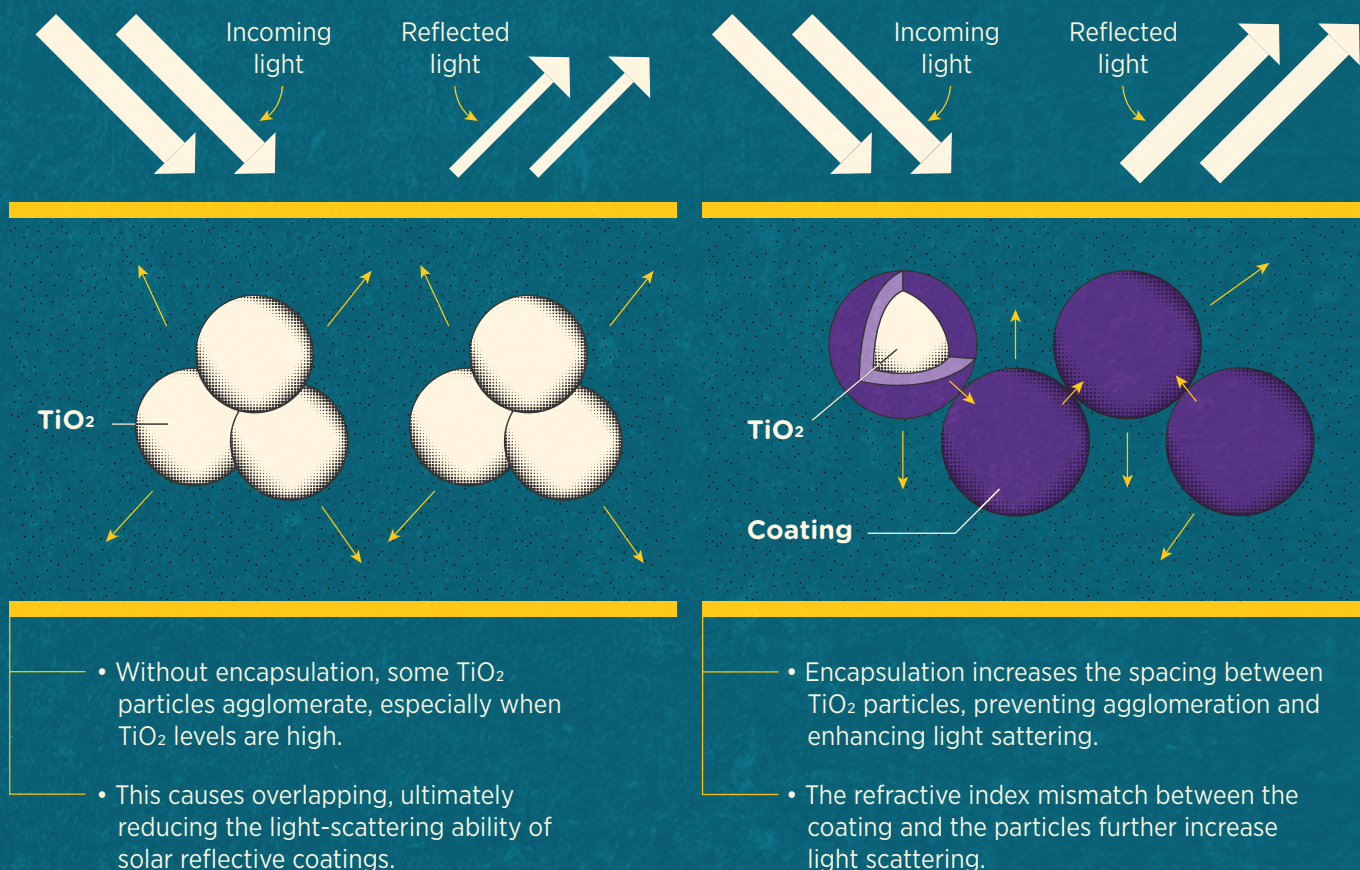 Incoming
light
Reflected
light
Incoming
light
Reflected
light
TiO₂
TiO₂
Coating
• Without encapsulation, some TiO₂
particles agglomerate, especially when
TiO₂ levels are high.
• This causes overlapping, ultimately
reducing the light-scattering ability of
solar reflective coatings.
• Encapsulation increases the spacing between
TiO₂ particles, preventing agglomeration and
enhancing light sattering.
• The refractive index mismatch between the
coating and the particles further increase
light scattering.